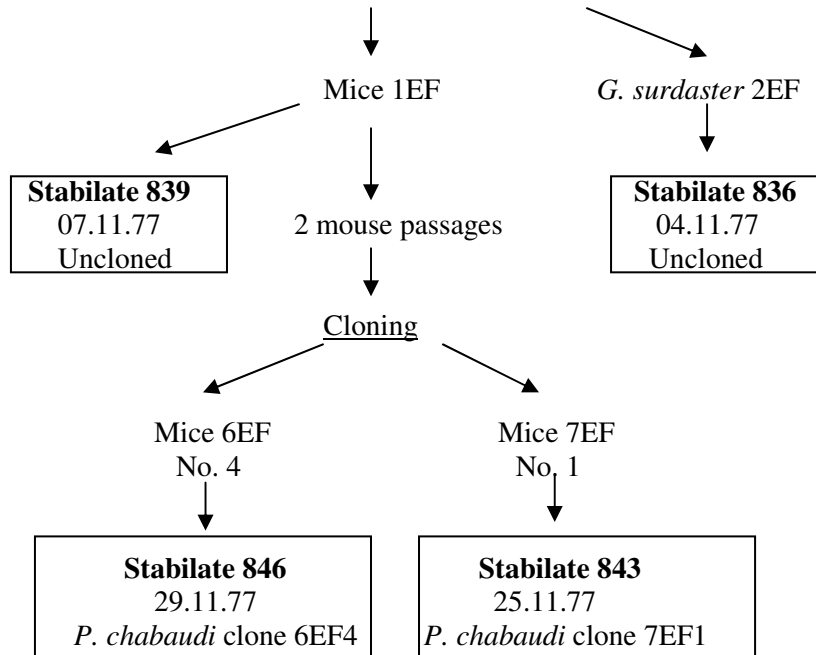 Mice 1EF
G. surdaster 2EF
Stabilate 839
07.11.77
Uncloned
2 mouse passages
Stabilate 836
04.11.77
Uncloned
Cloning
Mice 6EF
No. 4
Mice 7EF
No. 1
Stabilate 846
29.11.77
P. chabaudi clone 6EF4
Stabilate 843
25.11.77
P. chabaudi clone 7EF1